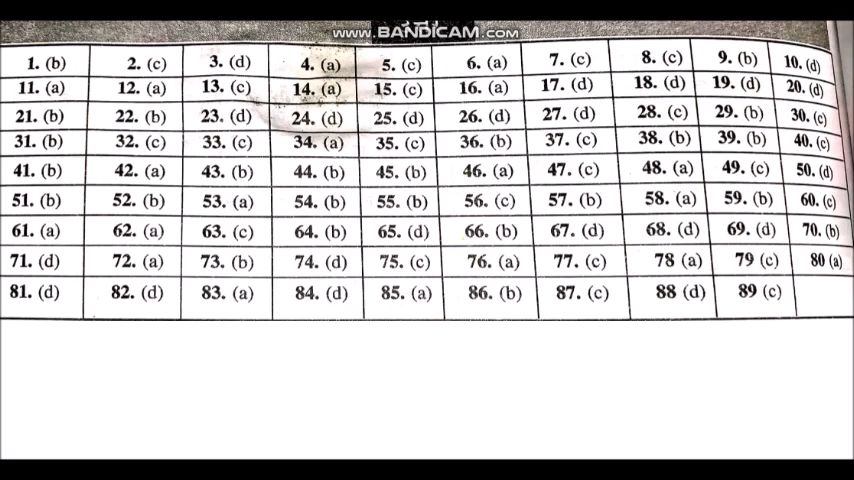 www.BANDICAM.com
1. (b) 2. (c) 3. (d) 4. (a) 5. (c) 6. (a) 7. (c) 8. (c) 9. (b) 10. (d)
11. (a) 12. (a) 13. (c) 14. (a) 15. (c) 16. (a) 17. (d) 18. (d) 19. (d) 20. (d)
21. (b) 22. (b) 23. (d) 24. (d) 25. (d) 26. (d) 27. (d) 28. (c) 29. (b) 30. (c)
31. (b) 32. (c) 33. (c) 34. (a) 35. (c) 36. (b) 37. (c) 38. (b) 39. (b) 40. (c)
41. (b) 42. (a) 43. (b) 44. (b) 45. (b) 46. (a) 47. (c) 48. (a) 49. (c) 50. (d)
51. (b) 52. (b) 53. (a) 54. (b) 55. (b) 56. (c) 57. (b) 58. (a) 59. (b) 60. (c)
61. (a) 62. (a) 63. (c) 64. (b) 65. (d) 66. (b) 67. (d) 68. (d) 69. (d) 70. (b)
71. (d) 72. (a) 73. (b) 74. (d) 75. (c) 76. (a) 77. (c) 78 (a) 79 (c) 80 (a)
81. (d) 82. (d) 83. (a) 84. (d) 85. (a) 86. (b) 87. (c) 88 (d) 89 (c)